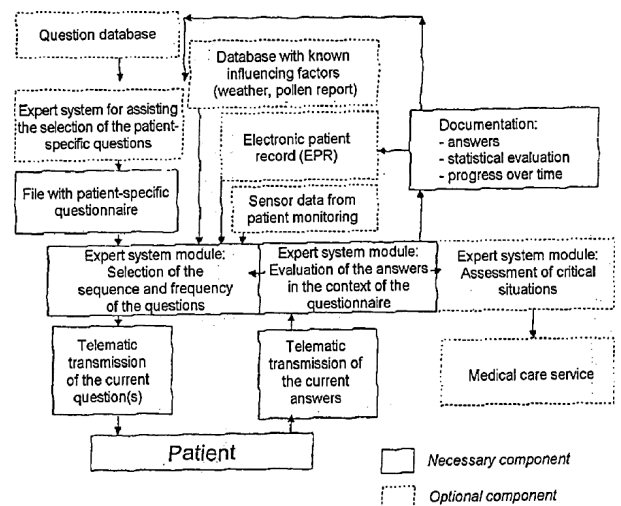 Question database
Database with known
influencing factors
(weather, pollen report)
Expert system for assisting
the selection of the patient-
specific questions
Electronic patient
record (EPR)
Documentation:
- answers
- statistical evaluation
- progress over time
File with patient-specific
questionnaire
Sensor data from
patient monitoring
Expert system module:
Selection of the
sequence and frequency
of the questions
Expert system module:
Evaluation of the answers
in the context of the
questionnaire
Expert system module:
Assessment of critical
situations
Telematic
transmission
of the current
question(s)
Telematic
transmission of
the current
answers
Medical care service
Patient
Necessary component
Optional component